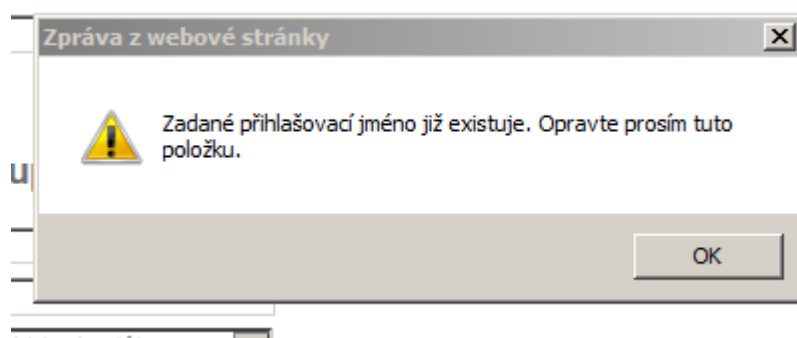 Zpráva z webové stránky
Zadané přihlašovací jméno již existuje. Opravte prosím tuto
položku.
OK